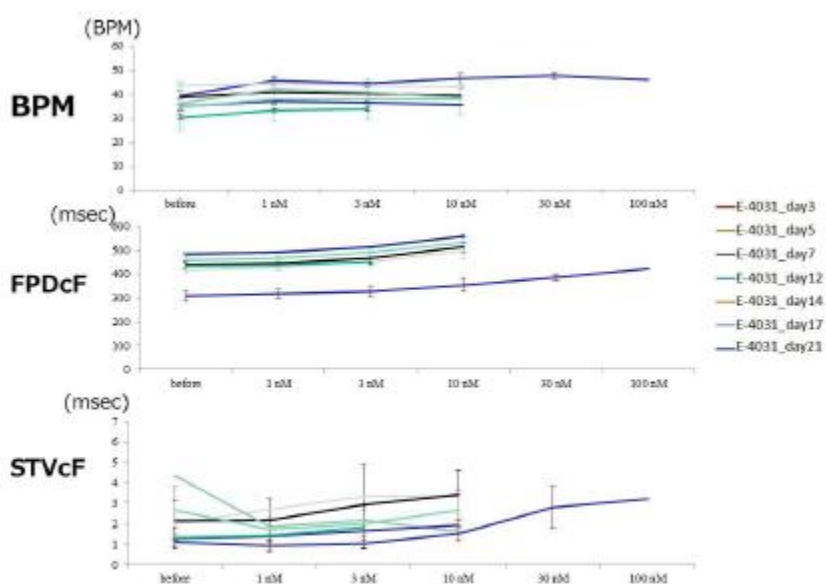 (BPM)
BPM
60
50
40
30
20
10
0
before 1 nM 3 nM 10 nM 30 nM 100 nM
(msec)
FPDcF
600
500
400
300
200
100
0
before 1 nM 3 nM 10 nM 30 nM 100 nM
(msec)
STVcF
7
6
5
4
3
2
1
0
before 1 nM 3 nM 10 nM 30 nM 100 nM
E-4031_day3
E-4031_day5
E-4031_day7
E-4031_day12
E-4031_day14
E-4031_day17
E-4031_day21